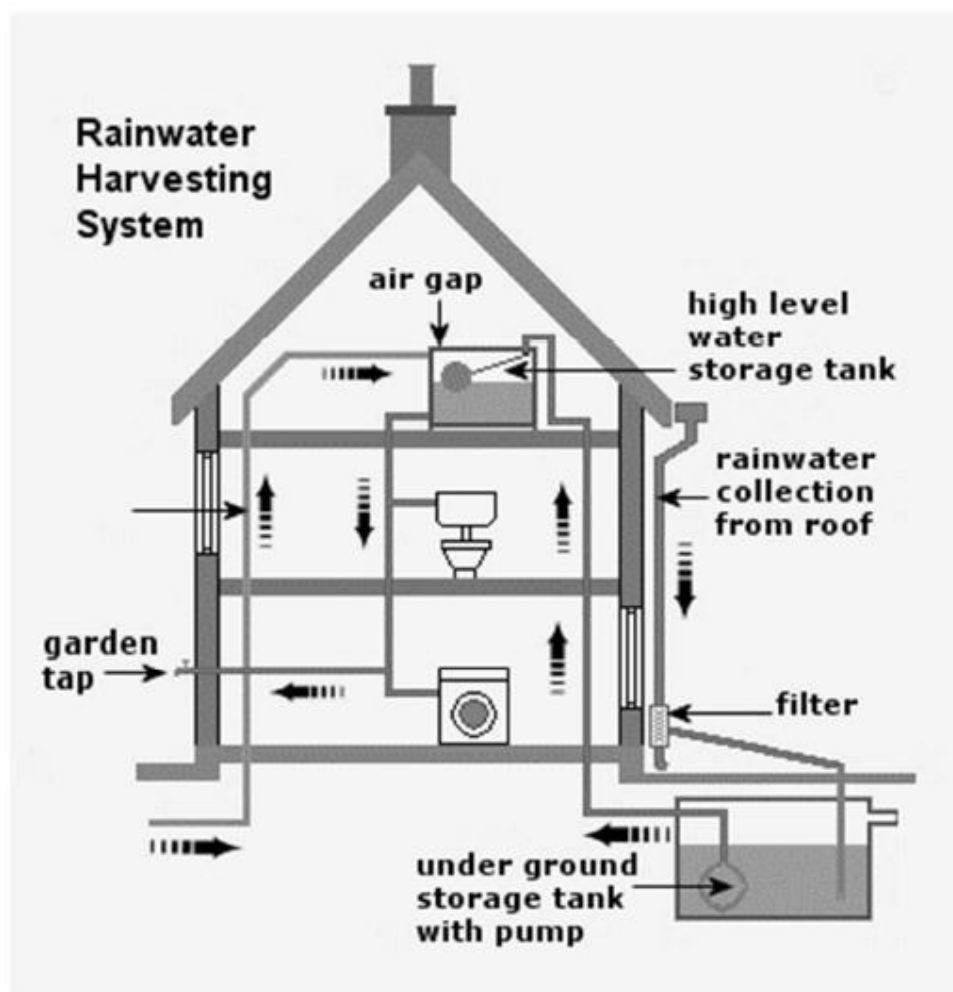 Rainwater
Harvesting
System
air gap
high level
water
storage tank
rainwater
collection
from roof
garden
tap
filter
under ground
storage tank
with pump